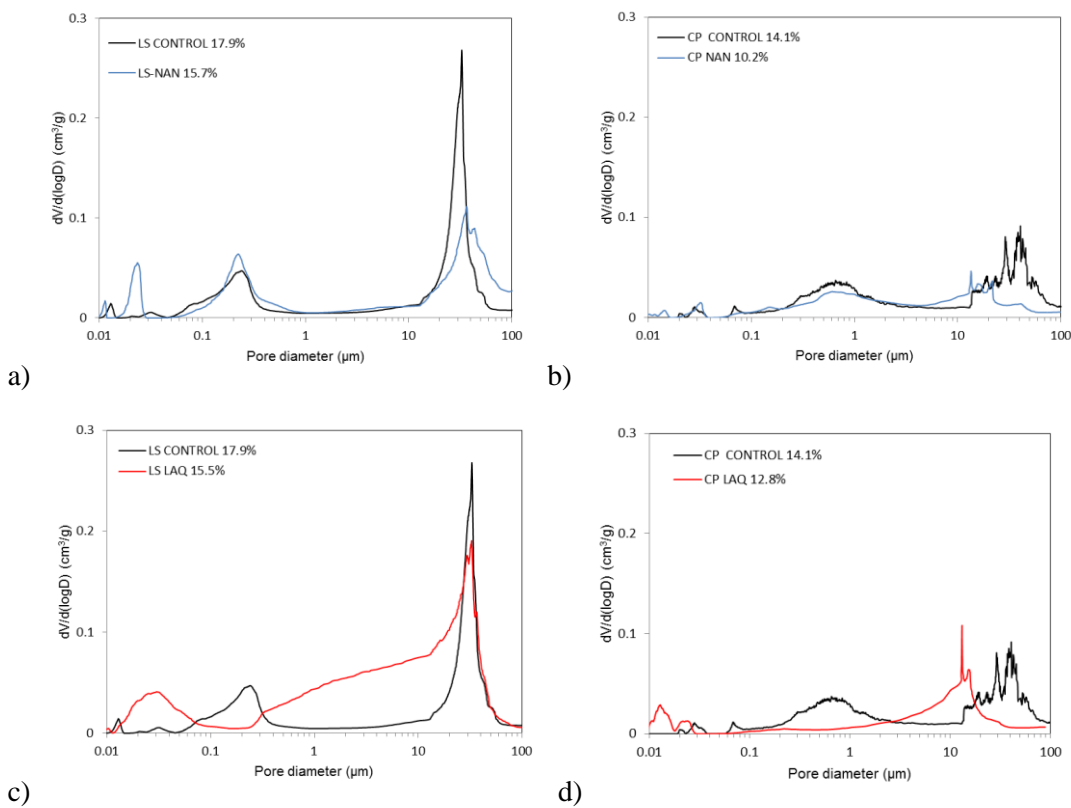 0.3
LS CONTROL 17.9%
LS-NAN 15.7%
0.2
dV/d(logD) (cm³/g)
0.1
0
0.01 0.1 1 10 100
Pore diameter (µm)
a)
0.3
CP CONTROL 14.1%
CP NAN 10.2%
0.2
dV/d(logD) (cm³/g)
0.1
0
0.01 0.1 1 10 100
Pore diameter (µm)
b)
0.3
LS CONTROL 17.9%
LS LAQ 15.5%
0.2
dV/d(logD) (cm³/g)
0.1
0
0.01 0.1 1 10 100
Pore diameter (µm)
c)
0.3
CP CONTROL 14.1%
CP LAQ 12.8%
0.2
dV/d(logD) (cm³/g)
0.1
0
0.01 0.1 1 10 100
Pore diameter (µm)
d)